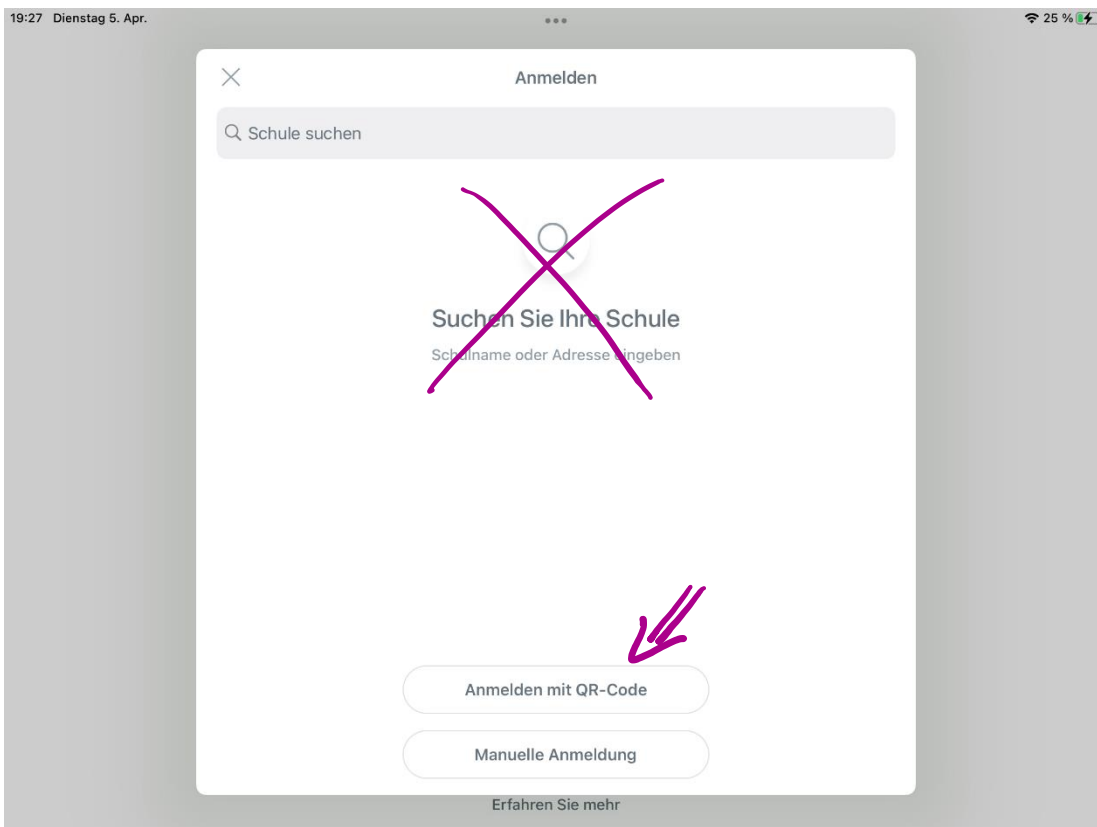 19:27 Dienstag 5. Apr.
25 %
Anmelden
Schule suchen
Suchen Sie Ihre Schule
Schulname oder Adresse eingeben
Anmelden mit QR-Code
Manuelle Anmeldung
Erfahren Sie mehr